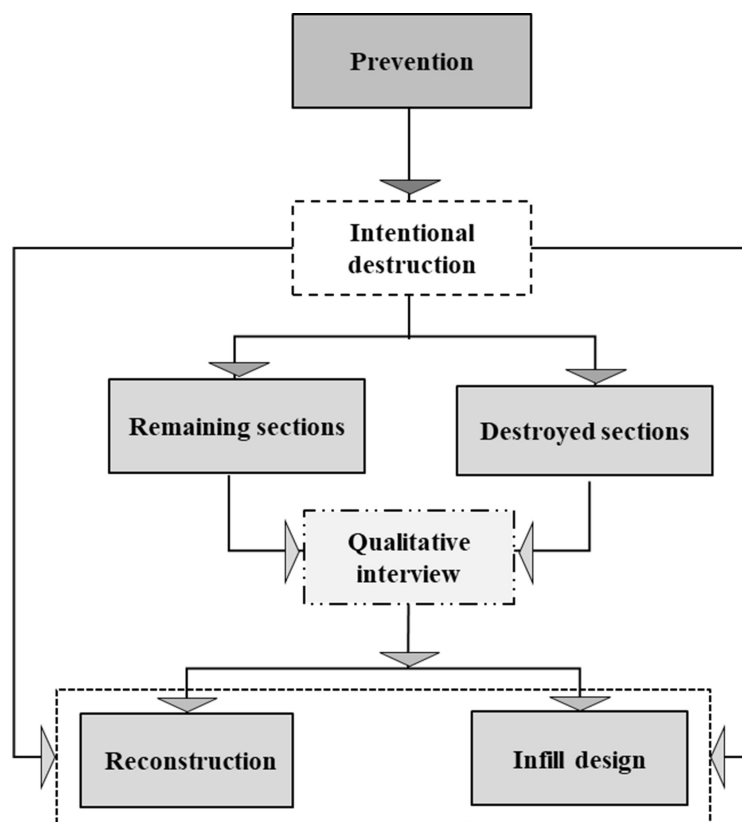 Prevention
Intentional
destruction
Remaining sections
Destroyed sections
Qualitative
interview
Reconstruction
Infill design